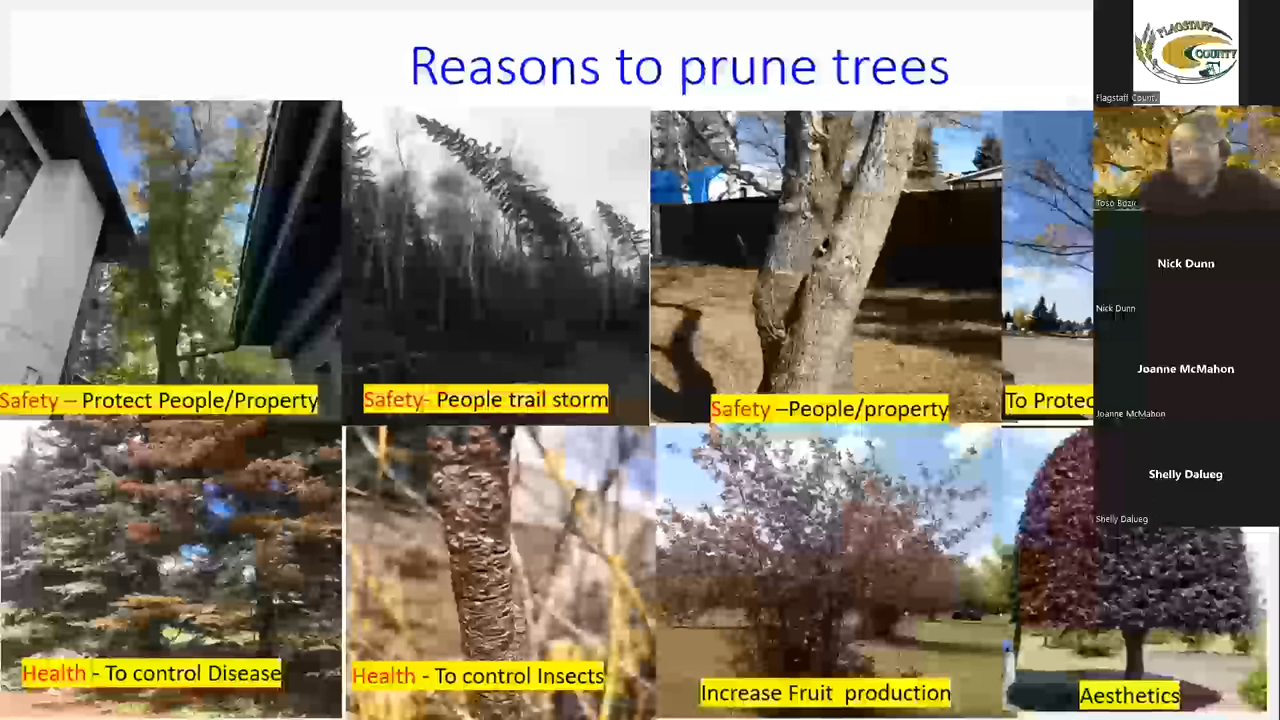 Reasons to prune trees
FLAGSTAFF
COUNTY
Flagstaff County
Toso Bozic
Nick Dunn
Nick Dunn
Joanne McMahon
Joanne McMahon
Shelly Dalueg
Shelly Dalueg
Safety – Protect People/Property
Safety- People trail storm
Safety –People/property
To Protec
Health - To control Disease
Health - To control Insects
Increase Fruit production
Aesthetics